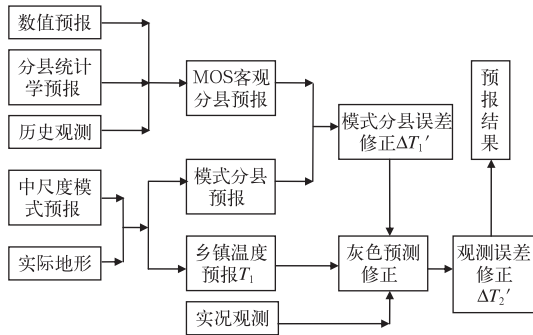 数值预报
分县统计
学预报
历史观测
中尺度模
式预报
实际地形
MOS客观
分县预报
模式分县
预报
乡镇温度
预报T₁
实况观测
模式分县误差
修正ΔT₁′
灰色预测
修正
预报结果
观测误差
修正
ΔT₂′